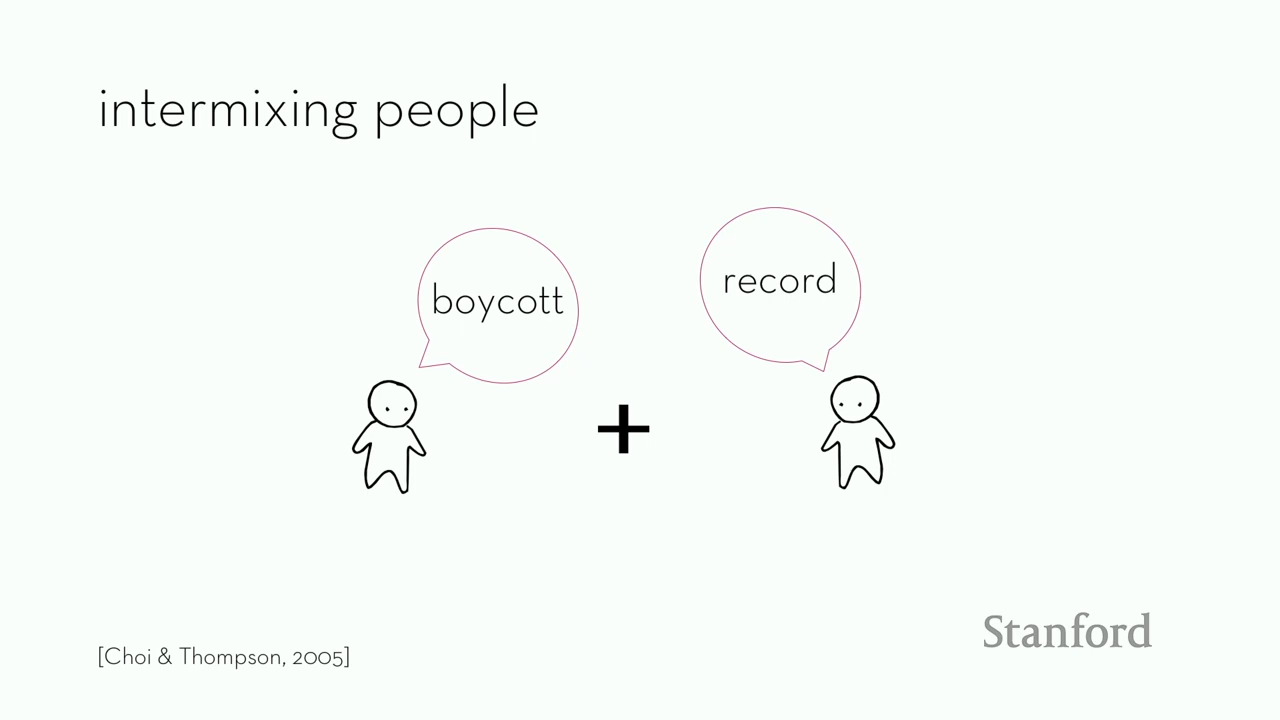 intermixing people
boycott
record
+
[Choi & Thompson, 2005]
Stanford